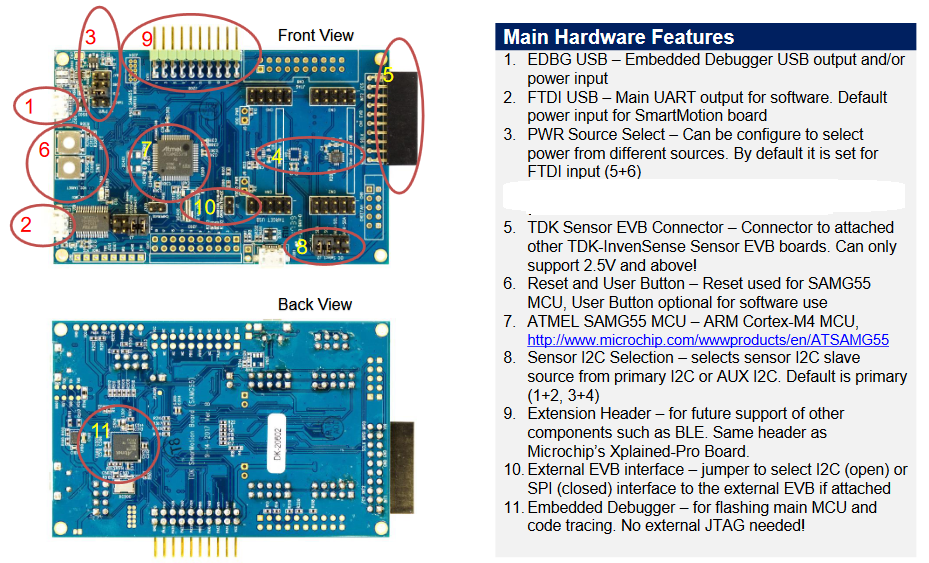 Front View
3
9
5
1
6
7
Atmel
4
10
2
TARGET USB
8
Back View
11
TDK SmartMotion Board (SAMG55)
DK-20602
Main Hardware Features
1. EDBG USB – Embedded Debugger USB output and/or
power input
2. FTDI USB – Main UART output for software. Default
power input for SmartMotion board
3. PWR Source Select – Can be configure to select
power from different sources. By default it is set for
FTDI input (5+6)
5. TDK Sensor EVB Connector – Connector to attached
other TDK-InvenSense Sensor EVB boards. Can only
support 2.5V and above!
6. Reset and User Button – Reset used for SAMG55
MCU, User Button optional for software use
7. ATMEL SAMG55 MCU – ARM Cortex-M4 MCU,
http://www.microchip.com/wwwproducts/en/ATSAMG55
8. Sensor I2C Selection – selects sensor I2C slave
source from primary I2C or AUX I2C. Default is primary
(1+2, 3+4)
9. Extension Header – for future support of other
components such as BLE. Same header as
Microchip's Xplained-Pro Board.
10. External EVB interface – jumper to select I2C (open) or
SPI (closed) interface to the external EVB if attached
11. Embedded Debugger – for flashing main MCU and
code tracing. No external JTAG needed!